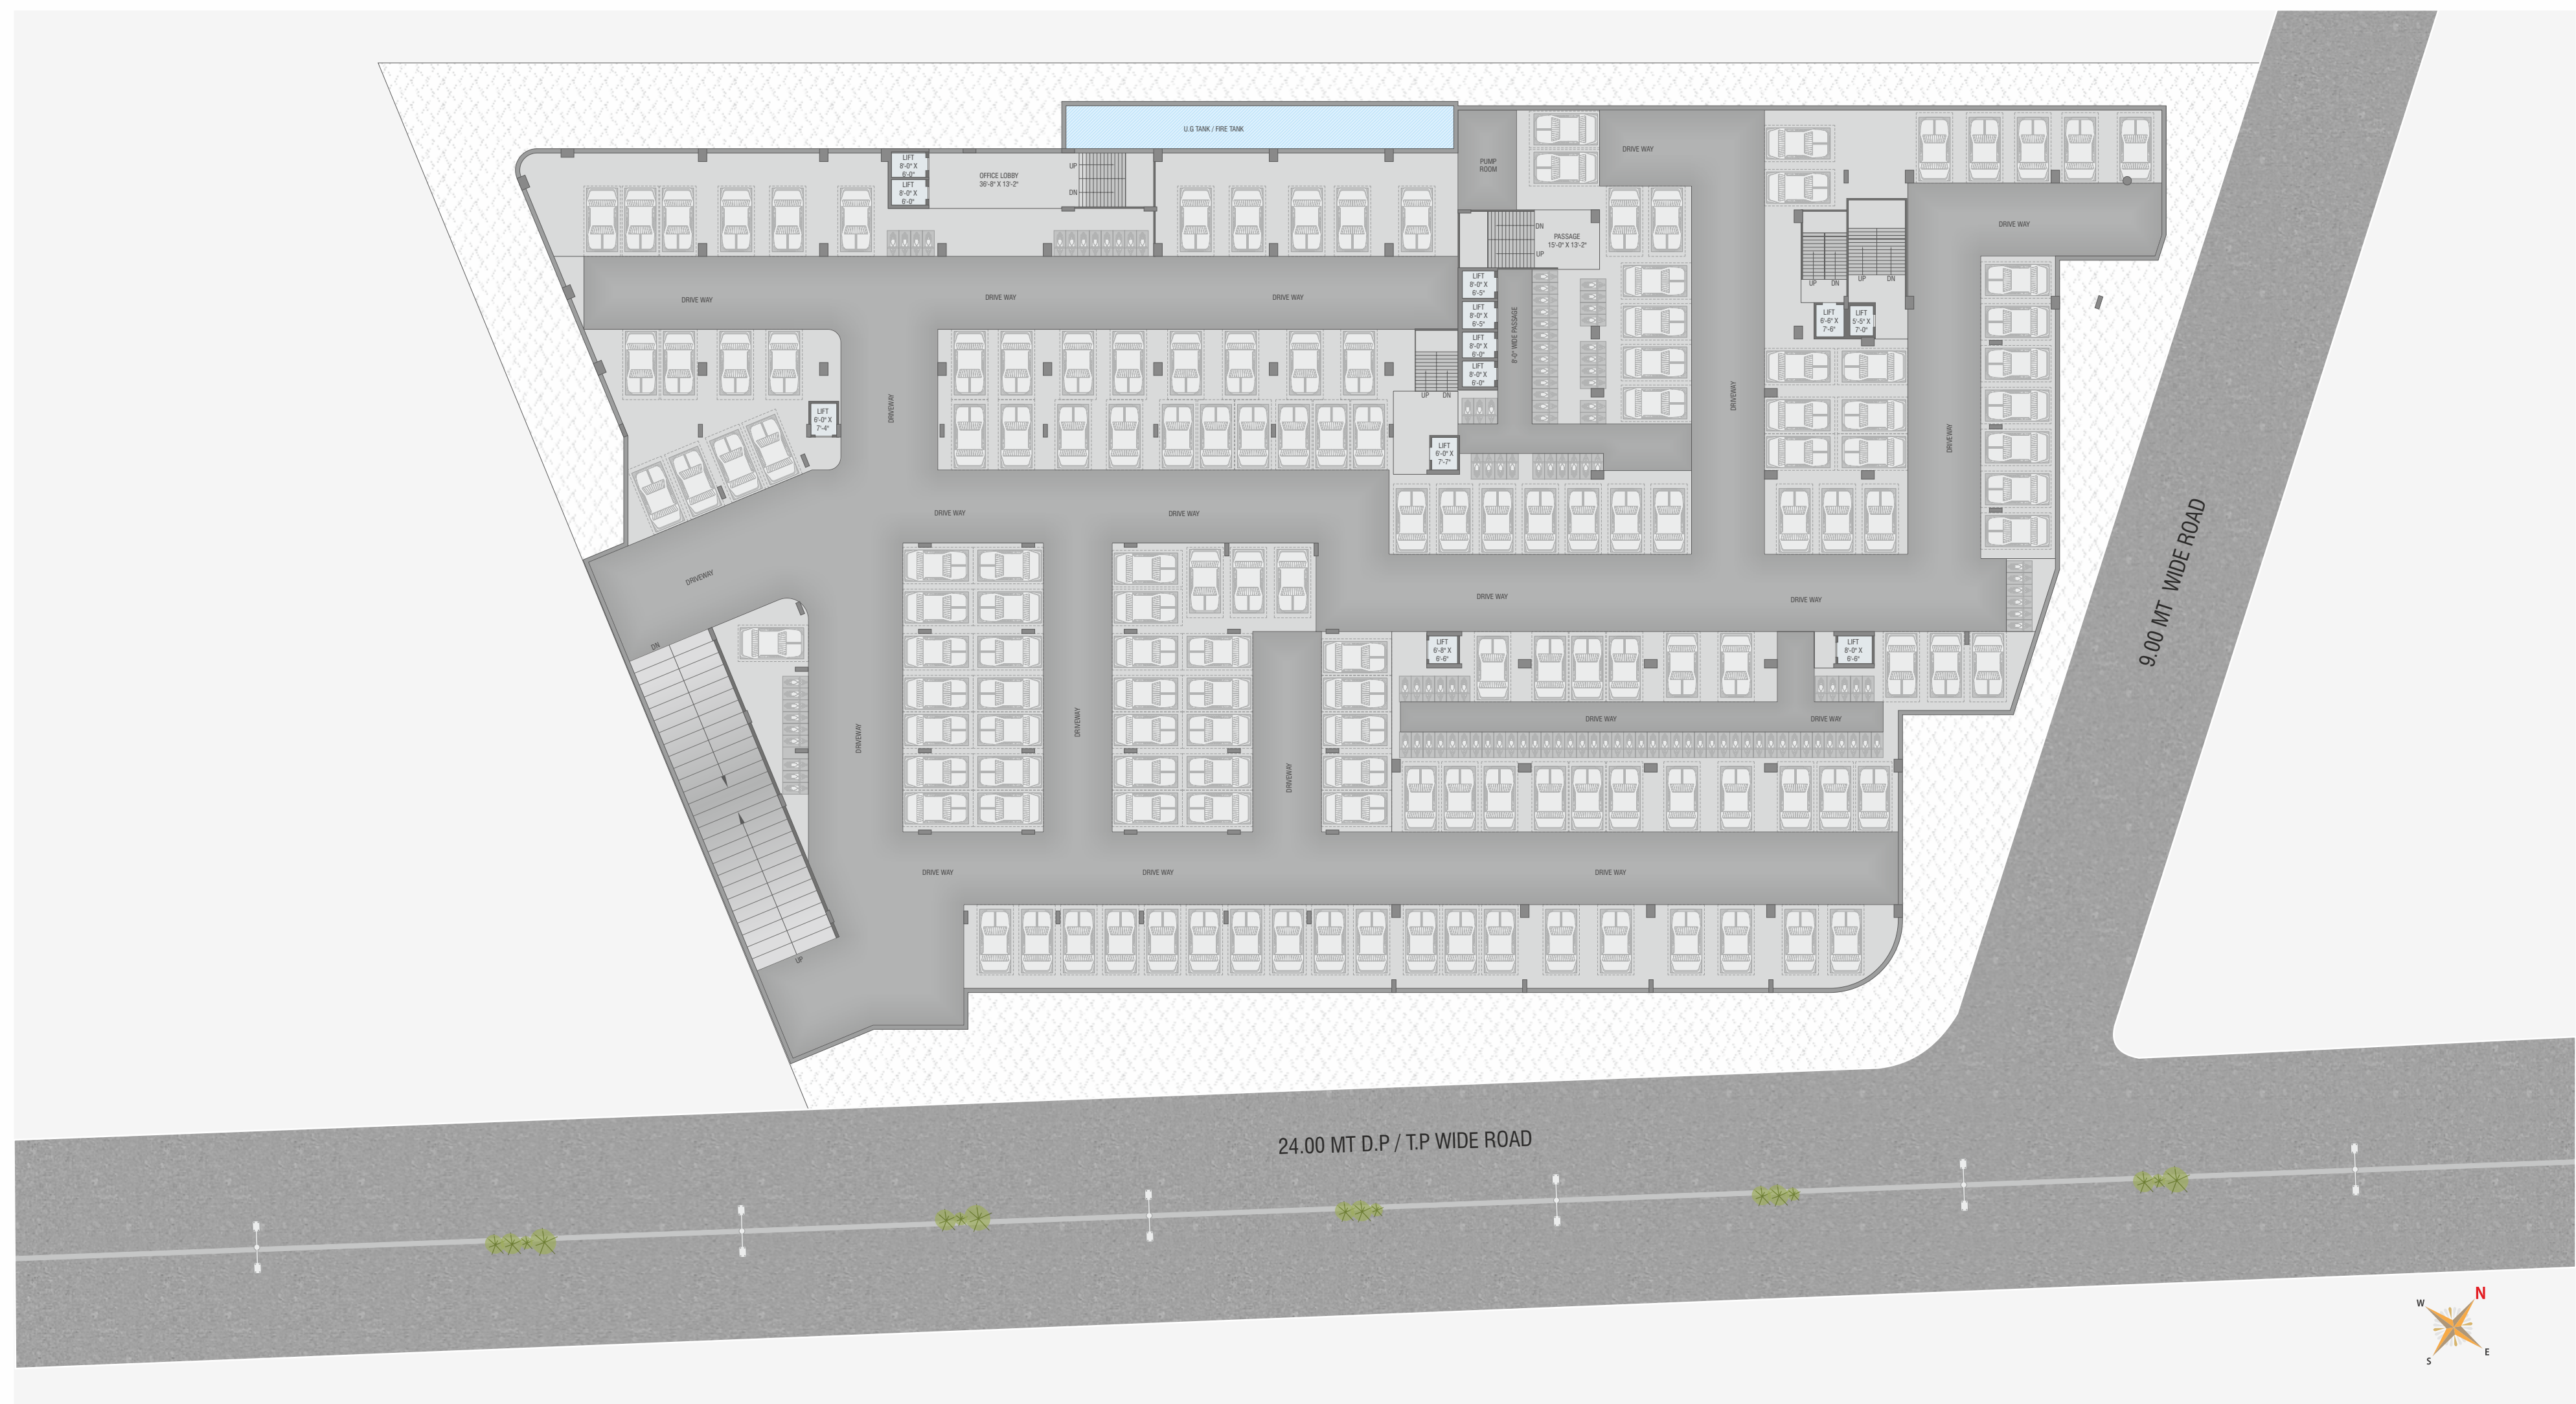 U.G TANK / FIRE TANK
LIFT
8'-0" X
6'-0"
LIFT
8'-0" X
6'-0"
OFFICE LOBBY
36'-8" X 13'-2"
UP
DN
PUMP
ROOM
DRIVE WAY
DRIVE WAY
DN
PASSAGE
15'-0" X 13'-2"
UP
UP
DN
UP
DN
DRIVE WAY
DRIVE WAY
DRIVE WAY
LIFT
8'-0" X
6'-5"
LIFT
8'-0" X
6'-5"
LIFT
8'-0" X
6'-0"
LIFT
8'-0" X
6'-0"
8'-0" WIDE PASSAGE
LIFT
6'-6" X
7'-6"
LIFT
5'-5" X
7'-0"
UP
DN
LIFT
6'-0" X
7'-4"
DRIVEWAY
DRIVEWAY
DRIVEWAY
LIFT
6'-0" X
7'-7"
DRIVE WAY
DRIVE WAY
DRIVEWAY
DRIVE WAY
DRIVE WAY
9.00 MT WIDE ROAD
DN
LIFT
6'-8" X
6'-6"
LIFT
8'-0" X
6'-6"
DRIVEWAY
DRIVEWAY
DRIVEWAY
DRIVE WAY
DRIVE WAY
DRIVE WAY
DRIVE WAY
DRIVE WAY
UP
24.00 MT D.P / T.P WIDE ROAD
N
W
E
S